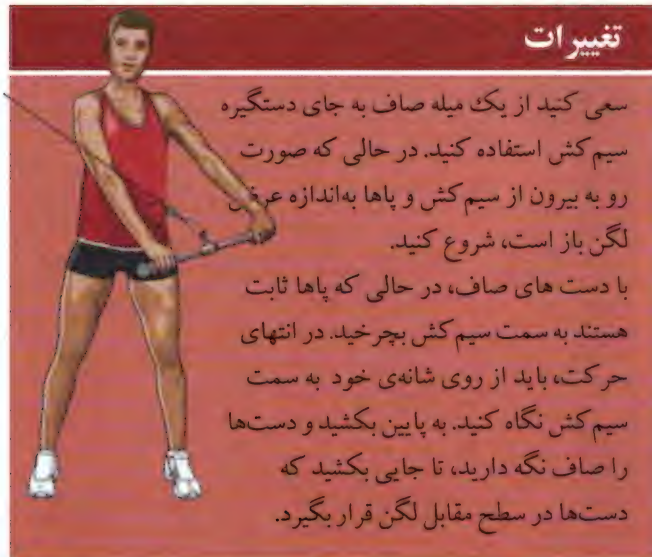 تغییرات
سعی کنید از یک میله صاف به جای دستگیره
سیم کش استفاده کنید. در حالی که صورت
رو به بیرون از سیم کش و پاها به‌اندازه عرض
لگن باز است، شروع کنید.
با دست های صاف، در حالی که پاها ثابت
هستند به سمت سیم کش بچرخید. در انتهای
حرکت، باید از روی شانه‌ی خود به سمت
سیم کش نگاه کنید. به پایین بکشید و دست‌ها
را صاف نگه دارید، تا جایی بکشید که
دست‌ها در سطح مقابل لگن قرار بگیرد.